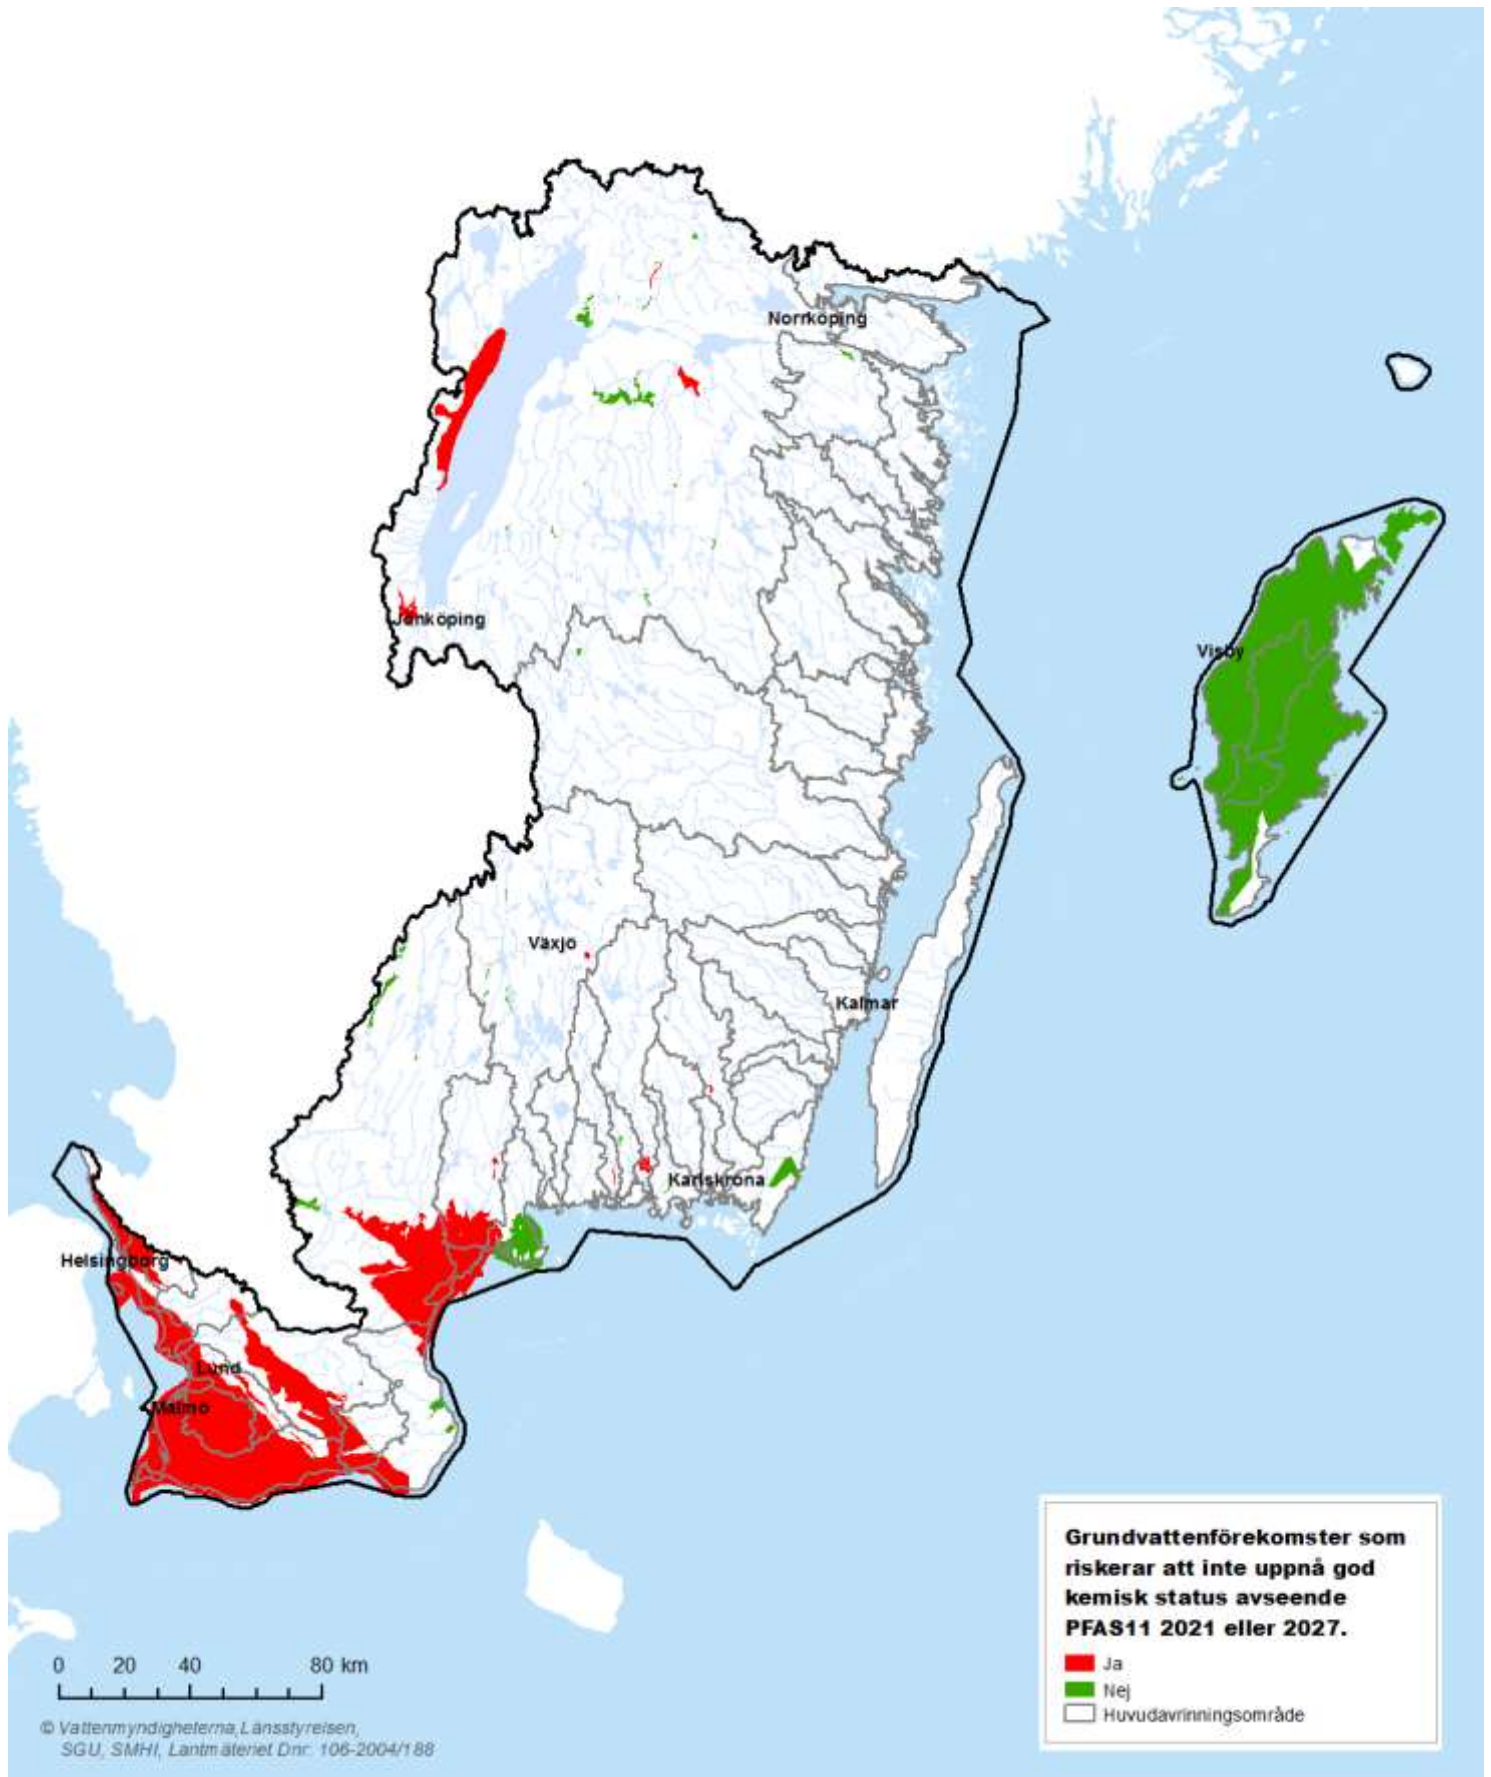 Norrköping
Jönköping
Visby
Växjö
Kalmar
Karlskrona
Helsingborg
Lund
Malmö
Grundvattenförekomster som
riskerar att inte uppnå god
kemisk status avseende
PFAS11 2021 eller 2027.
Ja
Nej
Huvudavrinningsområde
0 20 40 80 km
© Vattenmyndigheterna,Länsstyrelsen,
SGU, SMHI, Lantmäteriet Dnr: 106-2004/188